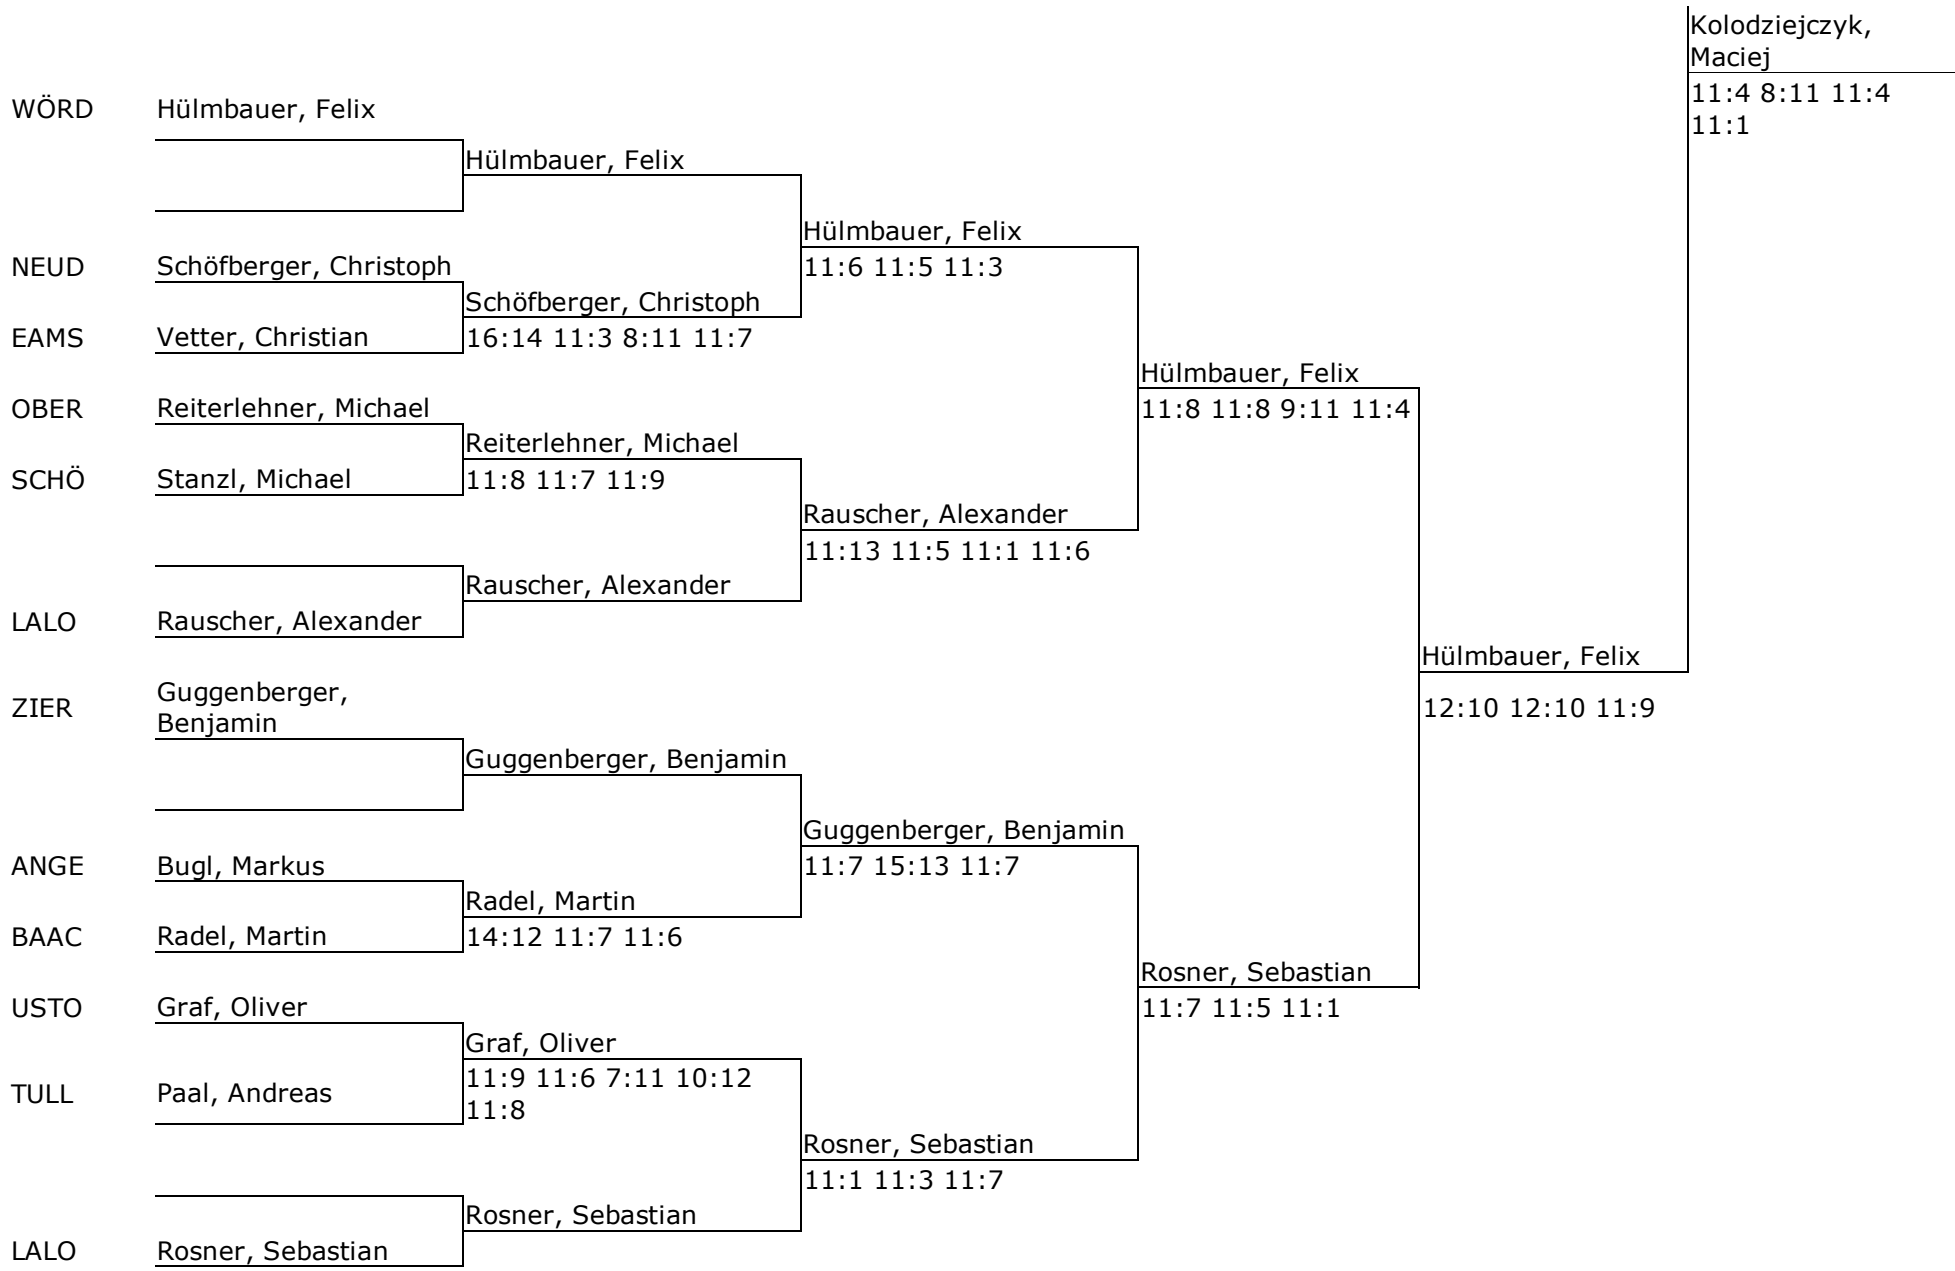 Kolodziejczyk,
Maciej
11:4 8:11 11:4
11:1
WÖRD Hülmbauer, Felix
Hülmbauer, Felix
Hülmbauer, Felix
NEUD Schöfberger, Christoph 11:6 11:5 11:3
Schöfberger, Christoph
EAMS Vetter, Christian 16:14 11:3 8:11 11:7
Hülmbauer, Felix
OBER Reiterlehner, Michael 11:8 11:8 9:11 11:4
Reiterlehner, Michael
SCHÖ Stanzl, Michael 11:8 11:7 11:9
Rauscher, Alexander
11:13 11:5 11:1 11:6
Rauscher, Alexander
LALO Rauscher, Alexander
Hülmbauer, Felix
ZIER Guggenberger,
Benjamin
12:10 12:10 11:9
Guggenberger, Benjamin
Guggenberger, Benjamin
ANGE Bugl, Markus 11:7 15:13 11:7
Radel, Martin
BAAC Radel, Martin 14:12 11:7 11:6
Rosner, Sebastian
USTO Graf, Oliver 11:7 11:5 11:1
Graf, Oliver
TULL Paal, Andreas 11:9 11:6 7:11 10:12
11:8
Rosner, Sebastian
11:1 11:3 11:7
Rosner, Sebastian
LALO Rosner, Sebastian